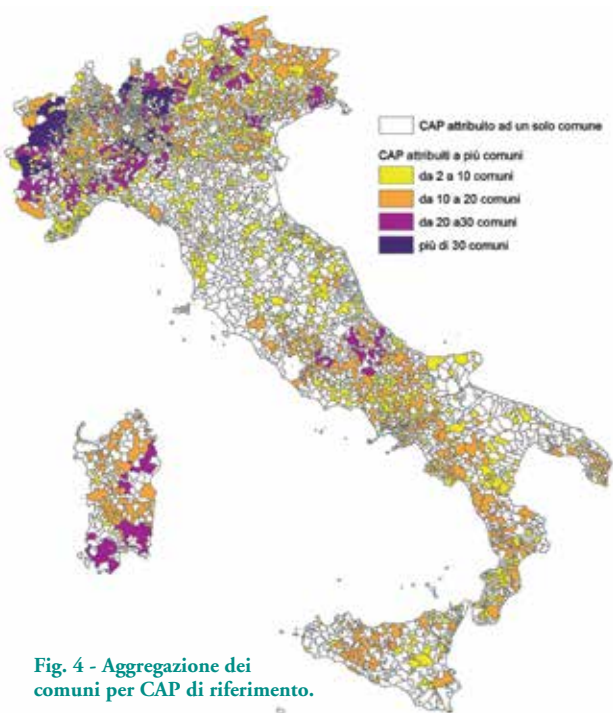 CAP attribuito ad un solo comune
CAP attribuiti a più comuni
da 2 a 10 comuni
da 10 a 20 comuni
da 20 a30 comuni
più di 30 comuni
Fig. 4 - Aggregazione dei
comuni per CAP di riferimento.